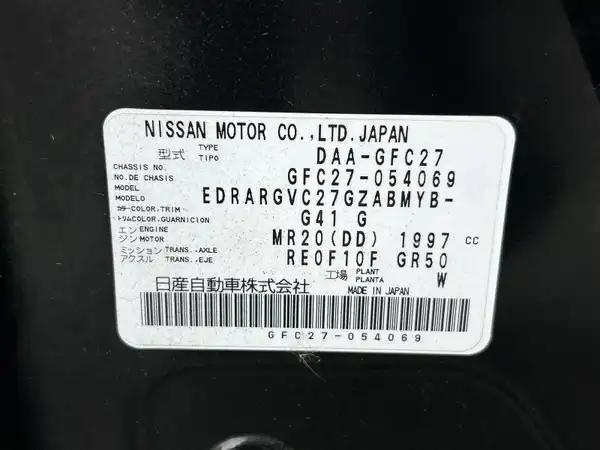 NISSAN MOTOR CO.,LTD.JAPAN
型式 TYPE TIPO DAA-GFC27
CHASSIS NO. NO.DE CHASIS GFC27-054069
MODEL MODELO EDRARGVC27GZABMYB-
カラー COLOR,TRIM トリム COLOR,GUARNICION G41 G
エンジン ENGINE MOTOR MR20(DD) 1997 cc
ミッション アクスル TRANS.,AXLE TRANS.,EJE RE0F10F GR50
工場 PLANT PLANTA W
日産自動車株式会社 MADE IN JAPAN
GFC27-054069